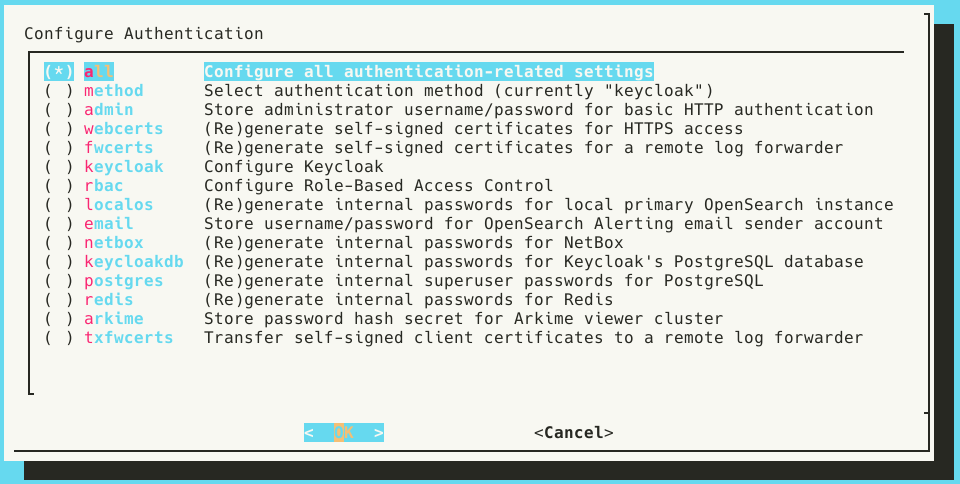 Configure Authentication
(*) all Configure all authentication-related settings
( ) method Select authentication method (currently "keycloak")
( ) admin Store administrator username/password for basic HTTP authentication
( ) webcerts (Re)generate self-signed certificates for HTTPS access
( ) fwcerts (Re)generate self-signed certificates for a remote log forwarder
( ) keycloak Configure Keycloak
( ) rbac Configure Role-Based Access Control
( ) localos (Re)generate internal passwords for local primary OpenSearch instance
( ) email Store username/password for OpenSearch Alerting email sender account
( ) netbox (Re)generate internal passwords for NetBox
( ) keycloakdb (Re)generate internal passwords for Keycloak's PostgreSQL database
( ) postgres (Re)generate internal superuser passwords for PostgreSQL
( ) redis (Re)generate internal passwords for Redis
( ) arkime Store password hash secret for Arkime viewer cluster
( ) txfwcerts Transfer self-signed client certificates to a remote log forwarder
< OK > <Cancel>